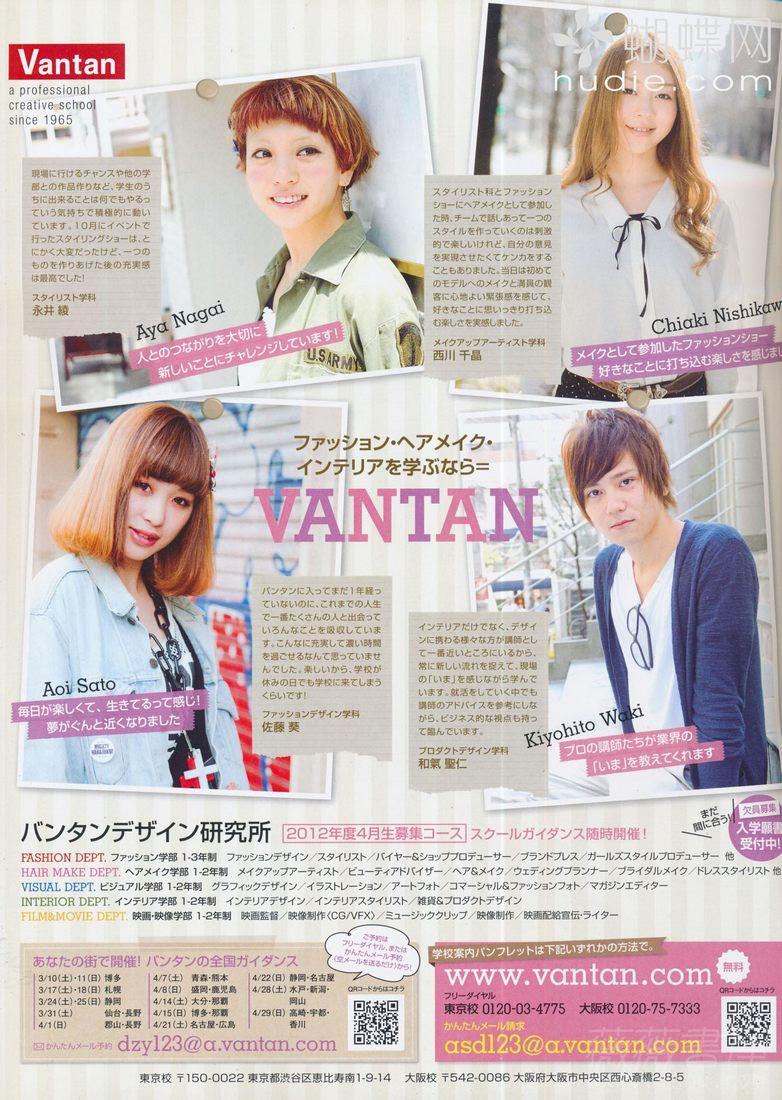 Vantan
a professional
creative school
since 1965
蝴蝶网
hudie.com
現場に行けるチャンスや他の学
部との作品作りなど、学生のう
ちに出来ることは何でもやるっ
ていう気持ちで積極的に動い
ています。10月にイベントで
行ったスタイリングショーは、と
にかく大変だったけど、一つの
ものを作りあげた後の充実感
は最高でした!
スタイリスト学科
永井 綾
Aya Nagai
人とのつながりを大切に
新しいことにチャレンジしています!
U.S. ARMY
スタイリスト科とファッション
ショーにヘアメイクとして参加し
た時、チームで話しあって一つの
スタイルを作っていくのは刺激
的で楽しいけれど、自分の意見
を実現させたくてケンカをする
こともありました。当日は初めて
のモデルへのメイクと満員の観
客に心地よい緊張感を感じて、
好きなことに思いっきり打ち込
む楽しさを実感しました。
メイクアップアーティスト学科
西川 千晶
Chiaki Nishikaw
メイクとして参加したファッションショー
好きなことに打ち込む楽しさを感じま
ファッション・ヘアメイク・
インテリアを学ぶなら=
VANTAN
バンタンに入ってまだ1年経っ
ていないのに、これまでの人生
で一番たくさんの人と出会って
いろんなことを吸収していま
す。こんなに充実して濃い時間
を過ごせるなんて思っていませ
んでした。楽しいから、学校が
休みの日でも学校に来てしまう
くらいです!
ファッションデザイン学科
佐藤 葵
Aoi Sato
毎日が楽しくて、生きてるって感じ!
夢がぐんと近くなりました
インテリアだけでなく、デザイン
に携わる様々な方が講師とし
て一番近いところにいるから、
常に新しい流れを捉えて、現場
の「いま」を感じながら学んで
います。就活をしていく中でも
講師のアドバイスを参考にしな
がら、ビジネス的な視点も持っ
て臨んでいます。
プロダクトデザイン学科
和氣 聖仁
Kiyohito Waki
プロの講師たちが業界の
「いま」を教えてくれます
バンタンデザイン研究所 2012年度4月生募集コース スクールガイダンス随時開催!
まだ
間に合う!
欠員募集
入学願書
受付中!
FASHION DEPT. ファッション学部 1-3年制 ファッションデザイン/スタイリスト/バイヤー&ショッププロデューサー/ブランドプレス/ガールズスタイルプロデューサー 他
HAIR MAKE DEPT. ヘアメイク学部 1-2年制 メイクアップアーティスト/ビューティアドバイザー/ヘア&メイク/ウェディングプランナー/ブライダルメイク/ドレススタイリスト 他
VISUAL DEPT. ビジュアル学部 1-2年制 グラフィックデザイン/イラストレーション/アートフォト/コマーシャル&ファッションフォト/マガジンエディター
INTERIOR DEPT. インテリア学部 1-2年制 インテリアデザイン/インテリアスタイリスト/雑貨&プロダクトデザイン
FILM&MOVIE DEPT. 映画・映像学部 1-2年制 映画監督/映像制作〈CG/VFX〉/ミュージッククリップ/映像制作/映画配給宣伝・ライター
あなたの街で開催! バンタンの全国ガイダンス
ご予約は
フリーダイヤル、または
かんたんメール予約
(空メールを送るだけ)から!
3/10(土)・11(日) 博多 4/7(土) 青森・熊本 4/22(日) 静岡・名古屋
3/17(土)・18(日) 札幌 4/8(日) 盛岡・鹿児島 4/28(土) 水戸・新潟・
3/24(土)・25(日) 静岡 4/14(土) 大分・那覇 岡山
3/31(土) 仙台・長野 4/15(日) 博多・那覇 4/29(日) 高崎・宇都・
4/1(日) 郡山・長野 4/21(土) 名古屋・広島 香川
QRコードからはコチラ
かんたんメール予約 dzy123@a.vantan.com
学校案内パンフレットは下記いずれかの方法で。
www.vantan.com
無料
フリーダイヤル
東京校 0120-03-4775 大阪校 0120-75-7333
QRコードからはコチラ
かんたんメール請求
asd123@a.vantan.com
東京校 〒150-0022 東京都渋谷区恵比寿南1-9-14 大阪校 〒542-0086 大阪府大阪市中央区西心斎橋2-8-5